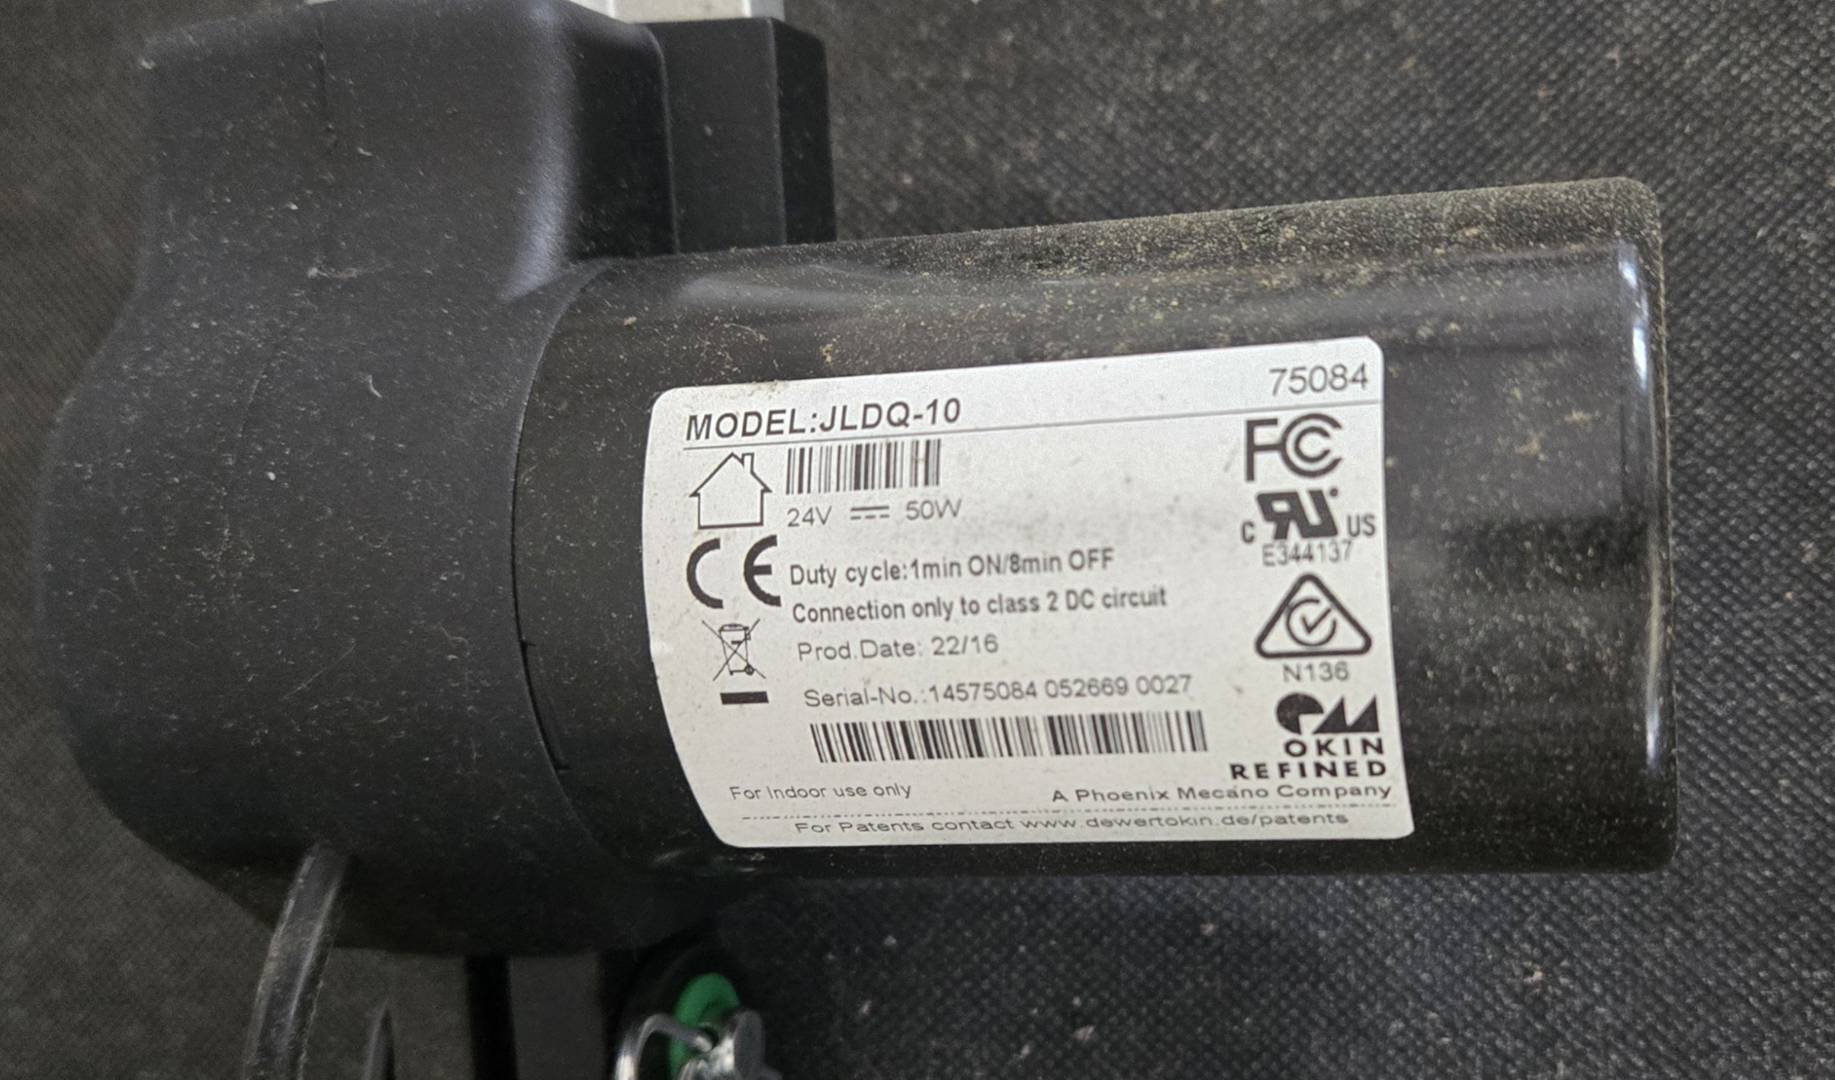 75084
MODEL:JLDQ-10
FC
24V 50W
C RU US
E344137
CE
Duty cycle:1min ON/8min OFF
Connection only to class 2 DC circuit
Prod.Date: 22/16
N136
Serial-No.:14575084 052669 0027
OKIN
REFINED
For Indoor use only
A Phoenix Mecano Company
For Patents contact www.dewertokin.de/patents